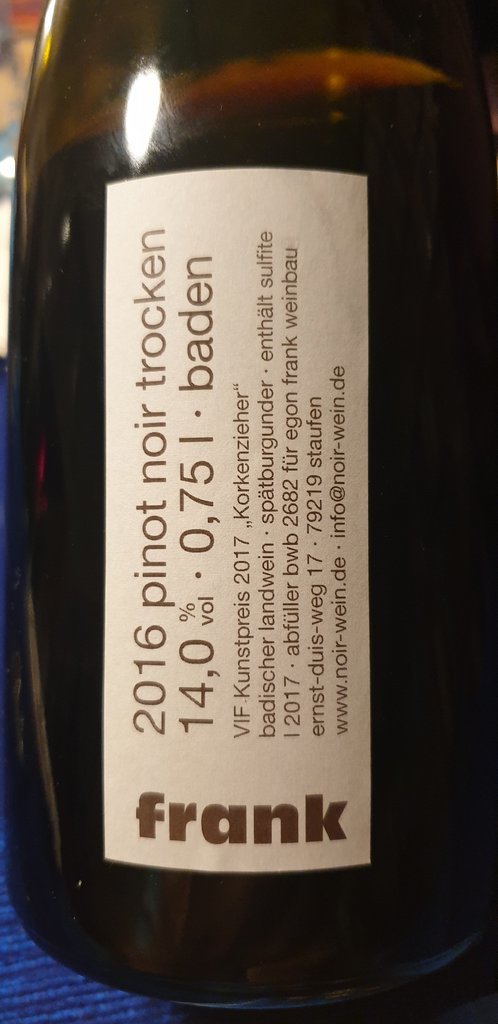 2016 pinot noir trocken
14,0 % vol · 0,75 l · baden
VIF-Kunstpreis 2017 „Korkenzieher“
badischer landwein · spätburgunder · enthält sulfite
l 2017 · abfüller bwb 2682 für egon frank weinbau
ernst-duis-weg 17 · 79219 staufen
www.noir-wein.de · info@noir-wein.de
frank